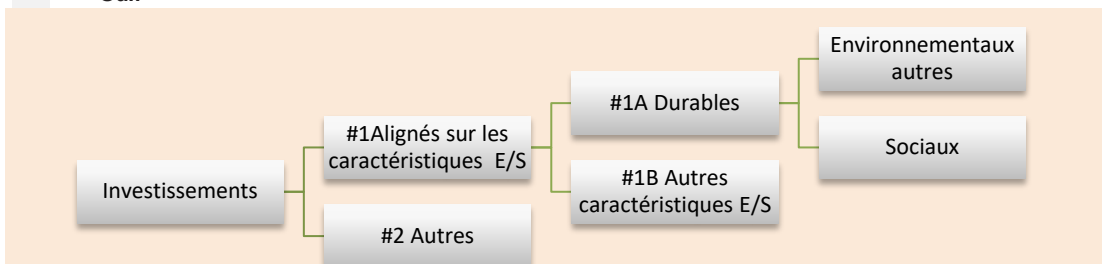 Environnementaux
autres
#1A Durables
#1Alignés sur les
caractéristiques E/S
Sociaux
#1B Autres
caractéristiques E/S
Investissements
#2 Autres